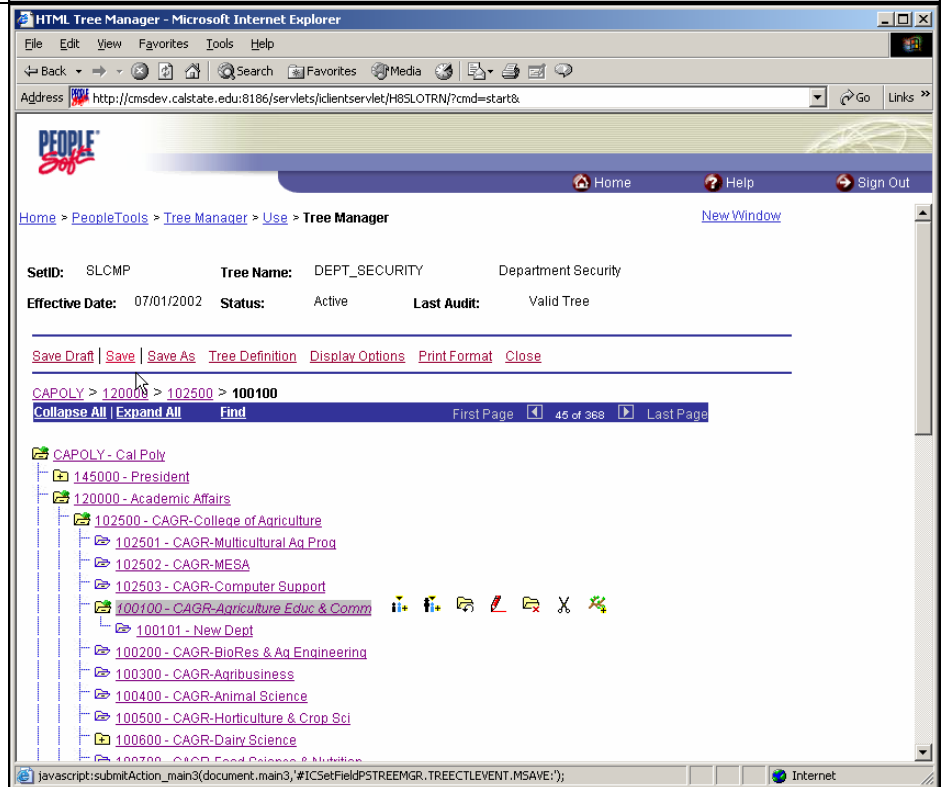 HTML Tree Manager - Microsoft Internet Explorer
File Edit View Favorites Tools Help
Back Search Favorites Media
Address http://cmsdev.calstate.edu:8186/servlets/iclientservlet/H8SLOTRN/?cmd=start& Go Links »
PEOPLE
Soft
Home Help Sign Out
Home > PeopleTools > Tree Manager > Use > Tree Manager New Window
SetID: SLCMP Tree Name: DEPT_SECURITY Department Security
Effective Date: 07/01/2002 Status: Active Last Audit: Valid Tree
Save Draft | Save | Save As Tree Definition Display Options Print Format Close
CAPOLY > 120000 > 102500 > 100100
Collapse All | Expand All Find First Page 45 of 368 Last Page
CAPOLY - Cal Poly
145000 - President
120000 - Academic Affairs
102500 - CAGR-College of Agriculture
102501 - CAGR-Multicultural Ag Prog
102502 - CAGR-MESA
102503 - CAGR-Computer Support
100100 - CAGR-Agriculture Educ & Comm
100101 - New Dept
100200 - CAGR-BioRes & Ag Engineering
100300 - CAGR-Agribusiness
100400 - CAGR-Animal Science
100500 - CAGR-Horticulture & Crop Sci
100600 - CAGR-Dairy Science
100700 - CAGR-Food Science & Nutrition
javascript:submitAction_main3(document.main3,'#ICSetFieldPSTREEMGR.TREECTLEVENT.MSAVE:'); Internet